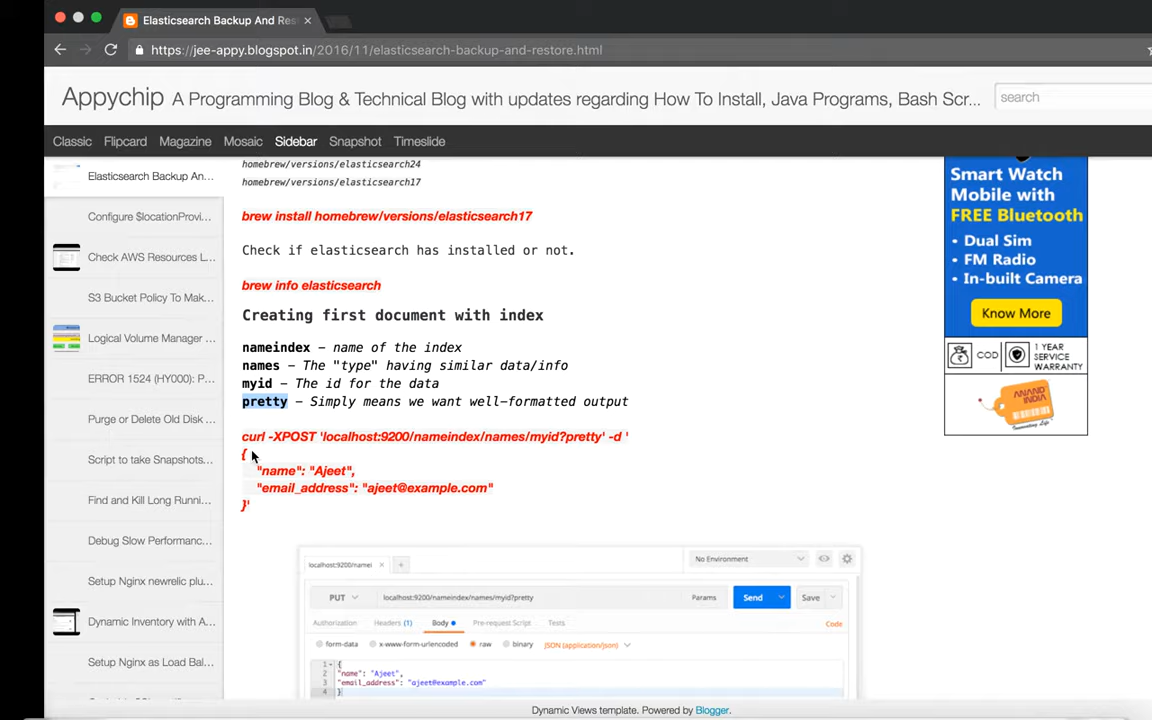 Elasticsearch Backup And Res
https://jee-appy.blogspot.in/2016/11/elasticsearch-backup-and-restore.html
Appychip A Programming Blog & Technical Blog with updates regarding How To Install, Java Programs, Bash Scr...
search
Classic Flipcard Magazine Mosaic Sidebar Snapshot Timeslide
Elasticsearch Backup An...
Configure $locationProvi...
Check AWS Resources L...
S3 Bucket Policy To Mak...
Logical Volume Manager ...
ERROR 1524 (HY000): P...
Purge or Delete Old Disk ...
Script to take Snapshots...
Find and Kill Long Runni...
Debug Slow Performanc...
Setup Nginx newrelic plu...
Dynamic Inventory with A...
Setup Nginx as Load Bal...
homebrew/versions/elasticsearch24
homebrew/versions/elasticsearch17
brew install homebrew/versions/elasticsearch17
Check if elasticsearch has installed or not.
brew info elasticsearch
Creating first document with index
nameindex – name of the index
names – The "type" having similar data/info
myid – The id for the data
pretty – Simply means we want well-formatted output
curl -XPOST 'localhost:9200/nameindex/names/myid?pretty' -d '
{
"name": "Ajeet",
"email_address": "ajeet@example.com"
}'
localhost:9200/namei
No Environment
PUT localhost:9200/nameindex/names/myid?pretty Params Send Save
Authorization Headers (1) Body Pre-request Script Tests Code
form-data x-www-form-urlencoded raw binary JSON (application/json)
1 {
2 "name": "Ajeet",
3 "email_address": "ajeet@example.com"
4 }
Smart Watch
Mobile with
FREE Bluetooth
• Dual Sim
• FM Radio
• In-built Camera
Know More
COD
1 YEAR
SERVICE
WARRANTY
ANAND
INDIA
Dynamic Views template. Powered by Blogger.